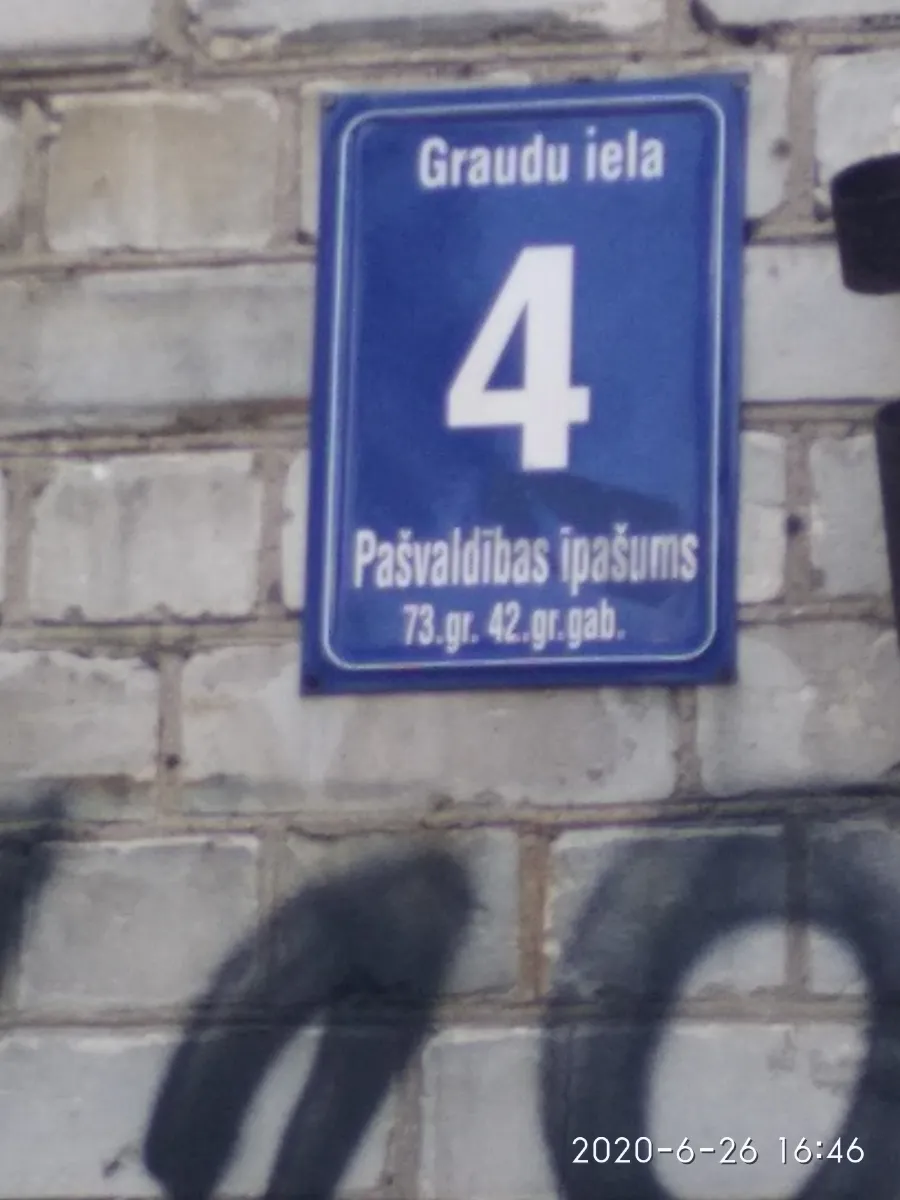 Graudu iela
4
Pašvaldības īpašums
73.gr. 42.gr.gab.
2020-6-26 16:46